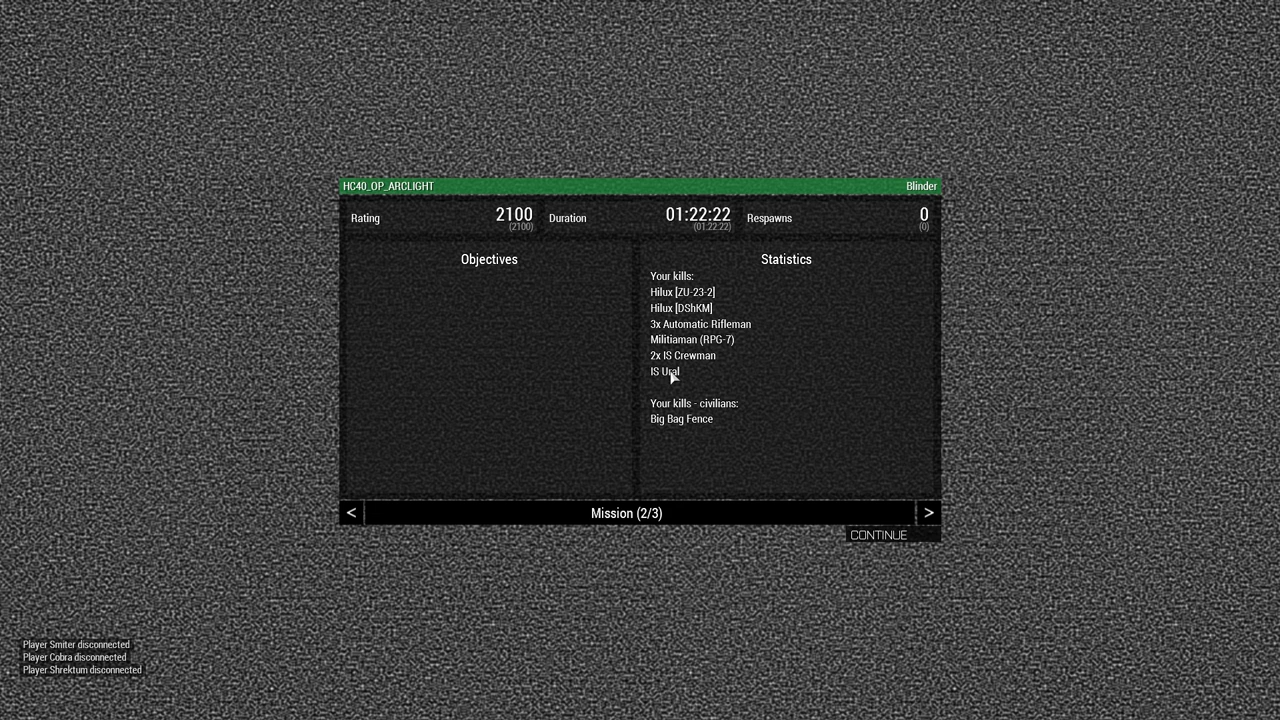 HC40_OP_ARCLIGHT Blinder
Rating 2100 Duration 01:22:22 Respawns 0
(2100) (01:22:22) (0)
Objectives Statistics
Your kills:
Hilux [ZU-23-2]
Hilux [DShKM]
3x Automatic Rifleman
Militiaman (RPG-7)
2x IS Crewman
IS Ural
Your kills - civilians:
Big Bag Fence
< Mission (2/3) >
CONTINUE
Player Smiter disconnected
Player Cobra disconnected
Player Shrektum disconnected